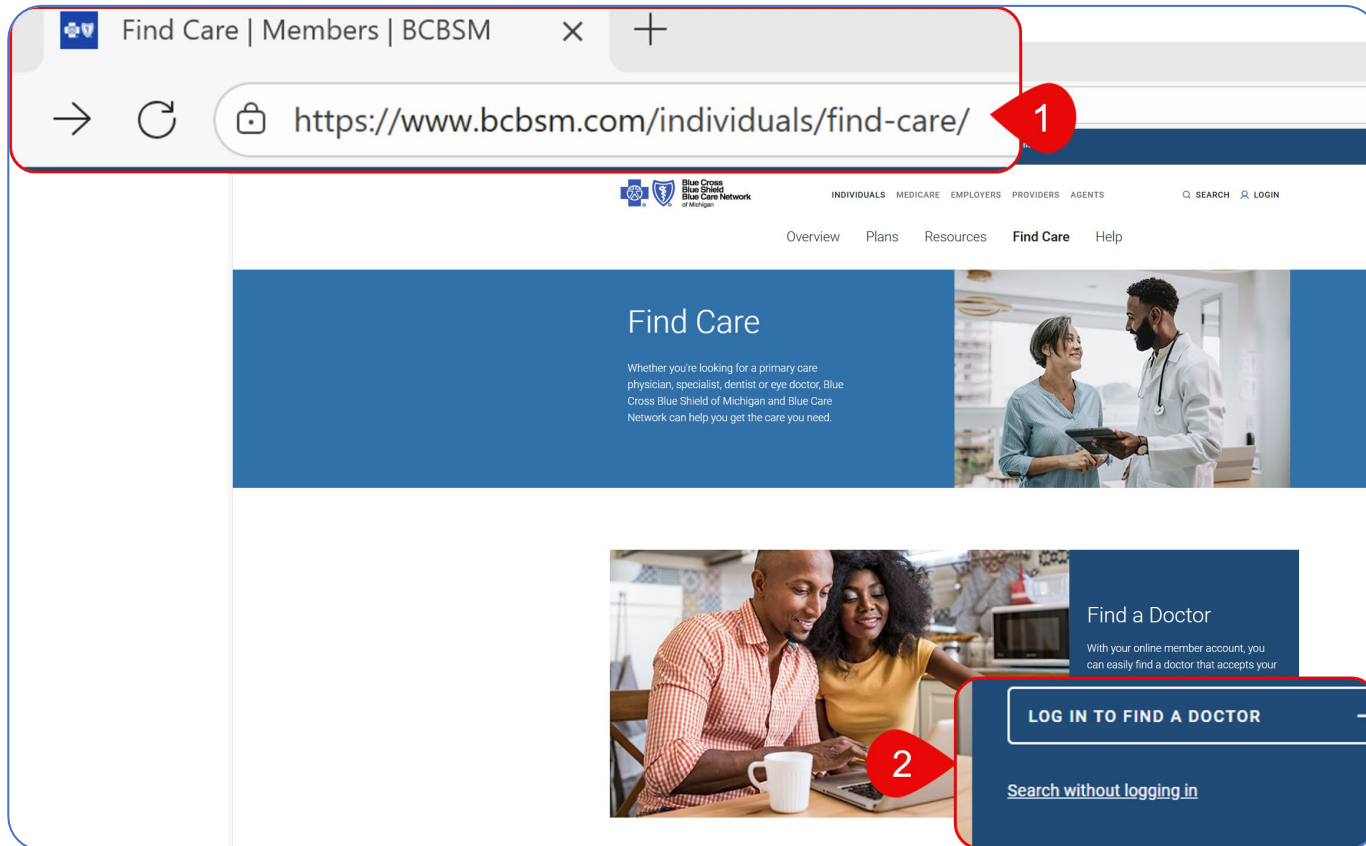 Find Care | Members | BCBSM
https://www.bcbsm.com/individuals/find-care/
1
Blue Cross
Blue Shield
Blue Care Network
of Michigan
INDIVIDUALS MEDICARE EMPLOYERS PROVIDERS AGENTS
SEARCH LOGIN
Overview Plans Resources Find Care Help
Find Care
Whether you're looking for a primary care
physician, specialist, dentist or eye doctor, Blue
Cross Blue Shield of Michigan and Blue Care
Network can help you get the care you need.
Find a Doctor
With your online member account, you
can easily find a doctor that accepts your
2
LOG IN TO FIND A DOCTOR
Search without logging in